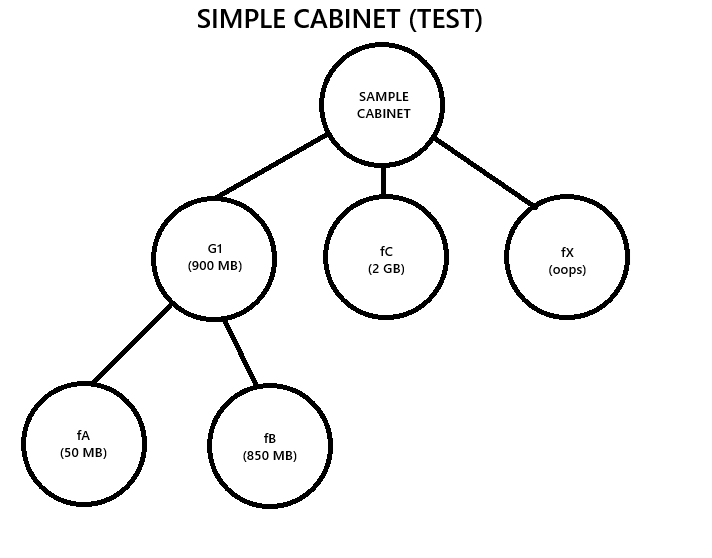 SIMPLE CABINET (TEST)
SAMPLE
CABINET
G1
(900 MB)
fC
(2 GB)
fX
(oops)
fA
(50 MB)
fB
(850 MB)